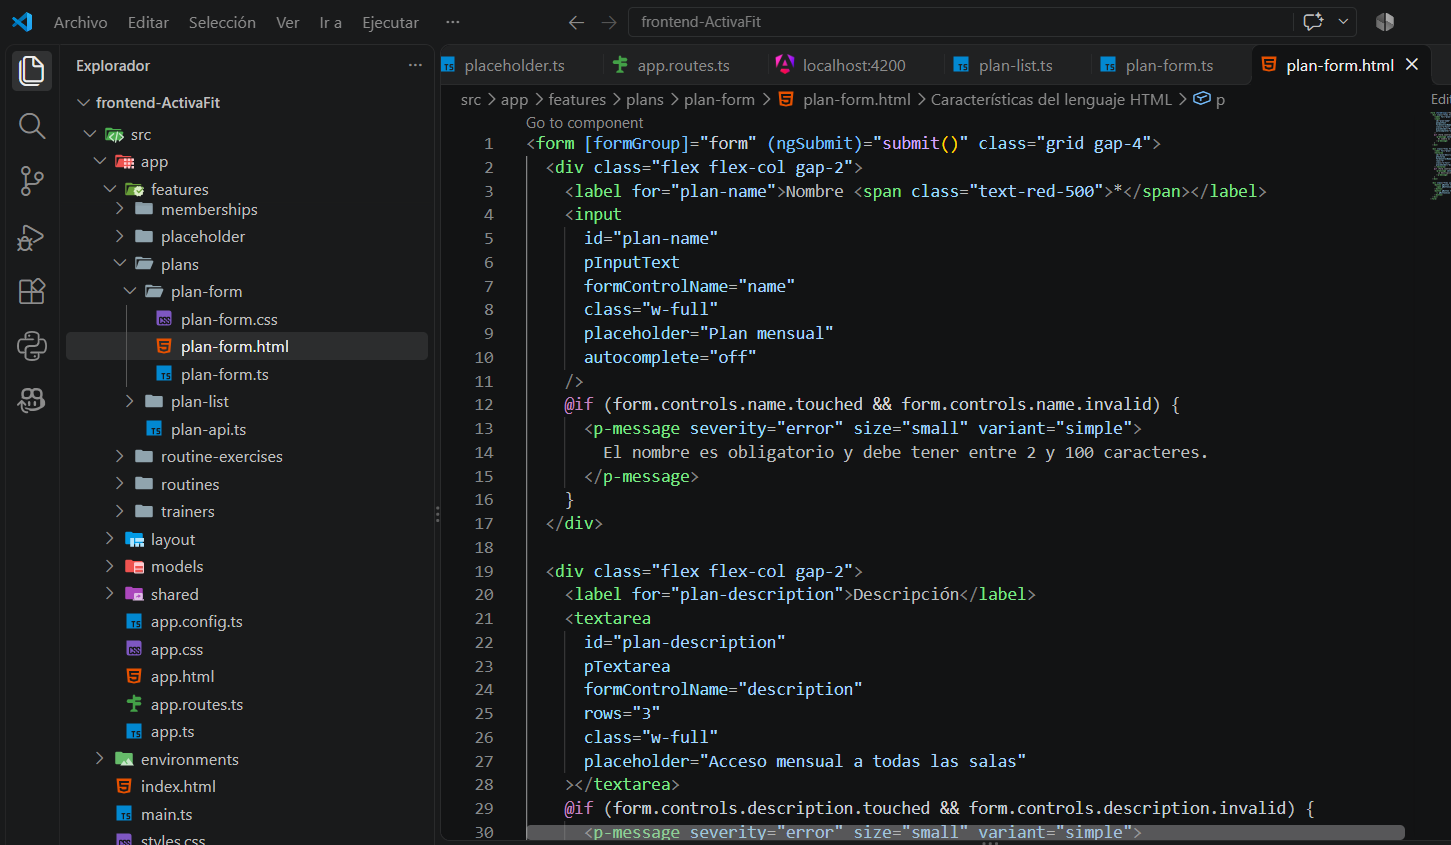 Archivo Editar Selección Ver Ir a Ejecutar ··· frontend-ActivaFit
Explorador ···
frontend-ActivaFit
src
app
features
memberships
placeholder
plans
plan-form
plan-form.css
plan-form.html
plan-form.ts
plan-list
plan-api.ts
routine-exercises
routines
trainers
layout
models
shared
app.config.ts
app.css
app.html
app.routes.ts
app.ts
environments
index.html
main.ts
styles.css
placeholder.ts app.routes.ts localhost:4200 plan-list.ts plan-form.ts plan-form.html
src > app > features > plans > plan-form > plan-form.html > Características del lenguaje HTML > p
Edit
Go to component
1 <form [formGroup]="form" (ngSubmit)="submit()" class="grid gap-4">
2 <div class="flex flex-col gap-2">
3 <label for="plan-name">Nombre <span class="text-red-500">*</span></label>
4 <input
5 id="plan-name"
6 pInputText
7 formControlName="name"
8 class="w-full"
9 placeholder="Plan mensual"
10 autocomplete="off"
11 />
12 @if (form.controls.name.touched && form.controls.name.invalid) {
13 <p-message severity="error" size="small" variant="simple">
14 El nombre es obligatorio y debe tener entre 2 y 100 caracteres.
15 </p-message>
16 }
17 </div>
18
19 <div class="flex flex-col gap-2">
20 <label for="plan-description">Descripción</label>
21 <textarea
22 id="plan-description"
23 pTextarea
24 formControlName="description"
25 rows="3"
26 class="w-full"
27 placeholder="Acceso mensual a todas las salas"
28 ></textarea>
29 @if (form.controls.description.touched && form.controls.description.invalid) {
30 <p-message severity="error" size="small" variant="simple">